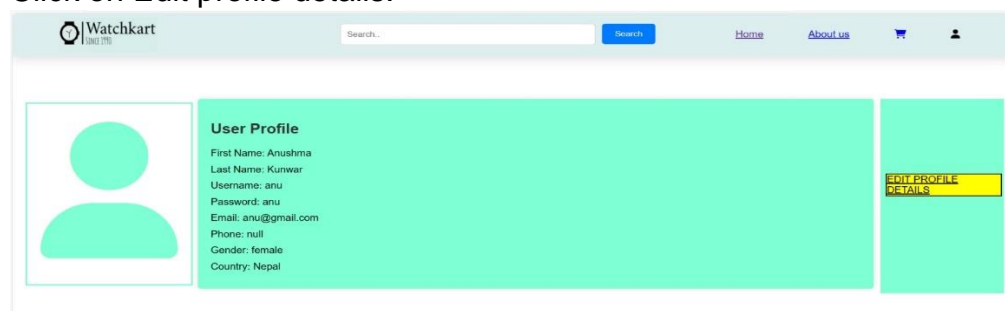 Click on Edit profile details.
Watchkart
SINCE 1990
Search..
Search
Home
About us
User Profile
First Name: Anushma
Last Name: Kunwar
Username: anu
Password: anu
Email: anu@gmail.com
Phone: null
Gender: female
Country: Nepal
EDIT PROFILE
DETAILS